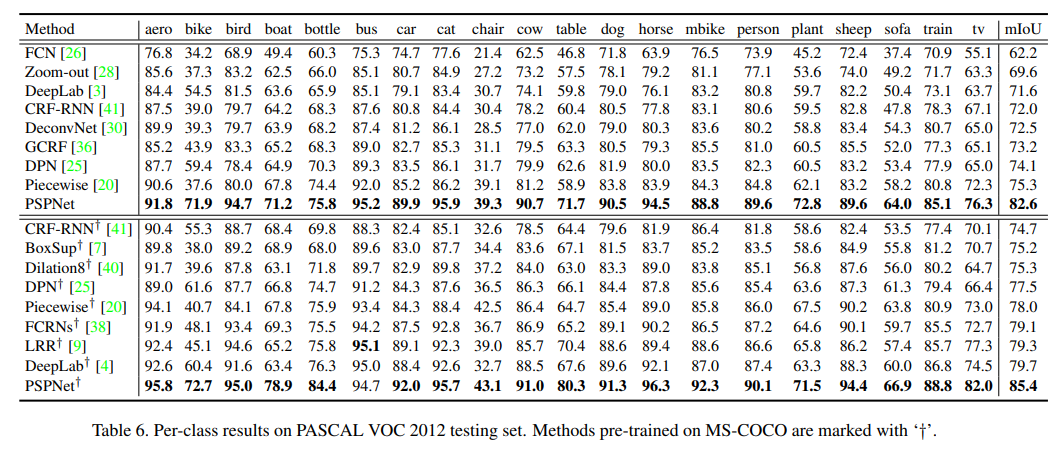 Method aero bike bird boat bottle bus car cat chair cow table dog horse mbike person plant sheep sofa train tv mIoU
FCN [26] 76.8 34.2 68.9 49.4 60.3 75.3 74.7 77.6 21.4 62.5 46.8 71.8 63.9 76.5 73.9 45.2 72.4 37.4 70.9 55.1 62.2
Zoom-out [28] 85.6 37.3 83.2 62.5 66.0 85.1 80.7 84.9 27.2 73.2 57.5 78.1 79.2 81.1 77.1 53.6 74.0 49.2 71.7 63.3 69.6
DeepLab [3] 84.4 54.5 81.5 63.6 65.9 85.1 79.1 83.4 30.7 74.1 59.8 79.0 76.1 83.2 80.8 59.7 82.2 50.4 73.1 63.7 71.6
CRF-RNN [41] 87.5 39.0 79.7 64.2 68.3 87.6 80.8 84.4 30.4 78.2 60.4 80.5 77.8 83.1 80.6 59.5 82.8 47.8 78.3 67.1 72.0
DeconvNet [30] 89.9 39.3 79.7 63.9 68.2 87.4 81.2 86.1 28.5 77.0 62.0 79.0 80.3 83.6 80.2 58.8 83.4 54.3 80.7 65.0 72.5
GCRF [36] 85.2 43.9 83.3 65.2 68.3 89.0 82.7 85.3 31.1 79.5 63.3 80.5 79.3 85.5 81.0 60.5 85.5 52.0 77.3 65.1 73.2
DPN [25] 87.7 59.4 78.4 64.9 70.3 89.3 83.5 86.1 31.7 79.9 62.6 81.9 80.0 83.5 82.3 60.5 83.2 53.4 77.9 65.0 74.1
Piecewise [20] 90.6 37.6 80.0 67.8 74.4 92.0 85.2 86.2 39.1 81.2 58.9 83.8 83.9 84.3 84.8 62.1 83.2 58.2 80.8 72.3 75.3
PSPNet 91.8 71.9 94.7 71.2 75.8 95.2 89.9 95.9 39.3 90.7 71.7 90.5 94.5 88.8 89.6 72.8 89.6 64.0 85.1 76.3 82.6
CRF-RNN† [41] 90.4 55.3 88.7 68.4 69.8 88.3 82.4 85.1 32.6 78.5 64.4 79.6 81.9 86.4 81.8 58.6 82.4 53.5 77.4 70.1 74.7
BoxSup† [7] 89.8 38.0 89.2 68.9 68.0 89.6 83.0 87.7 34.4 83.6 67.1 81.5 83.7 85.2 83.5 58.6 84.9 55.8 81.2 70.7 75.2
Dilation8† [40] 91.7 39.6 87.8 63.1 71.8 89.7 82.9 89.8 37.2 84.0 63.0 83.3 89.0 83.8 85.1 56.8 87.6 56.0 80.2 64.7 75.3
DPN† [25] 89.0 61.6 87.7 66.8 74.7 91.2 84.3 87.6 36.5 86.3 66.1 84.4 87.8 85.6 85.4 63.6 87.3 61.3 79.4 66.4 77.5
Piecewise† [20] 94.1 40.7 84.1 67.8 75.9 93.4 84.3 88.4 42.5 86.4 64.7 85.4 89.0 85.8 86.0 67.5 90.2 63.8 80.9 73.0 78.0
FCRNs† [38] 91.9 48.1 93.4 69.3 75.5 94.2 87.5 92.8 36.7 86.9 65.2 89.1 90.2 86.5 87.2 64.6 90.1 59.7 85.5 72.7 79.1
LRR† [9] 92.4 45.1 94.6 65.2 75.8 95.1 89.1 92.3 39.0 85.7 70.4 88.6 89.4 88.6 86.6 65.8 86.2 57.4 85.7 77.3 79.3
DeepLab† [4] 92.6 60.4 91.6 63.4 76.3 95.0 88.4 92.6 32.7 88.5 67.6 89.6 92.1 87.0 87.4 63.3 88.3 60.0 86.8 74.5 79.7
PSPNet† 95.8 72.7 95.0 78.9 84.4 94.7 92.0 95.7 43.1 91.0 80.3 91.3 96.3 92.3 90.1 71.5 94.4 66.9 88.8 82.0 85.4
Table 6. Per-class results on PASCAL VOC 2012 testing set. Methods pre-trained on MS-COCO are marked with ‘†’.